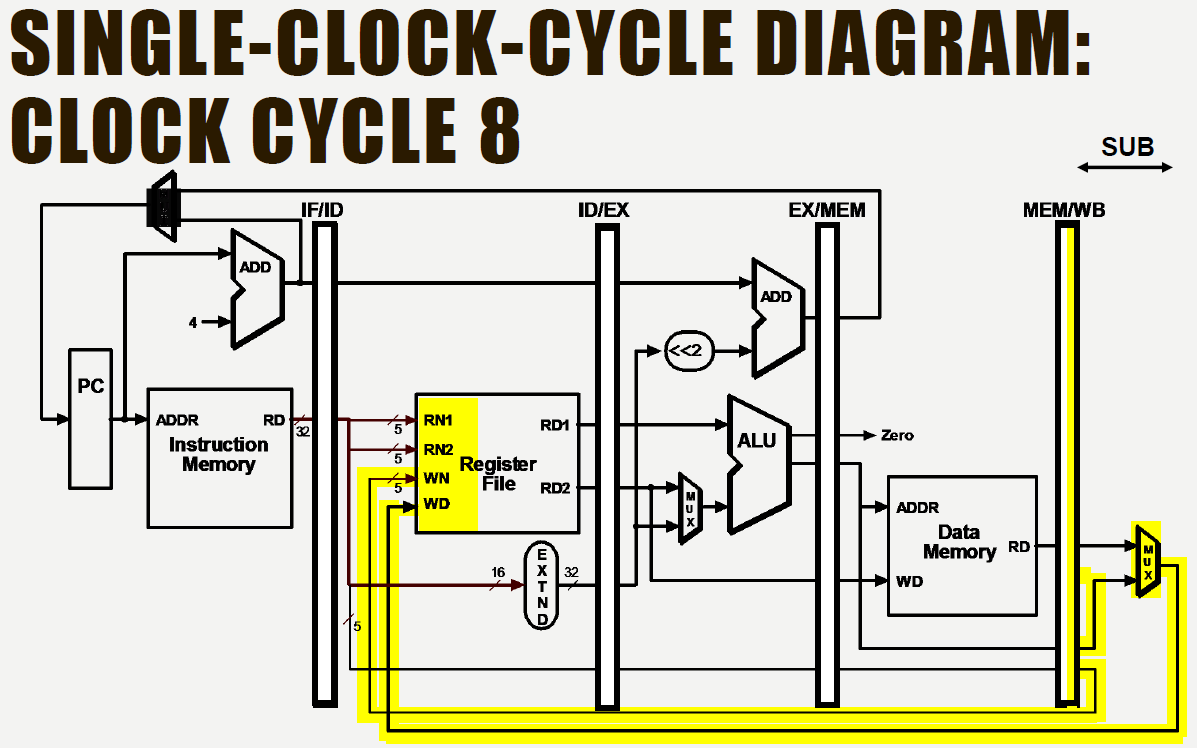 SINGLE-CLOCK-CYCLE DIAGRAM:
CLOCK CYCLE 8
SUB
IF/ID
ID/EX
EX/MEM
MEM/WB
ADD
4
ADD
<<2
PC
ADDR
RD
32
Instruction
Memory
5
RN1
5
RN2
5
WN
WD
Register
File
RD1
RD2
MUX
ALU
Zero
ADDR
Data
Memory
RD
WD
MUX
16
EXTND
32
5